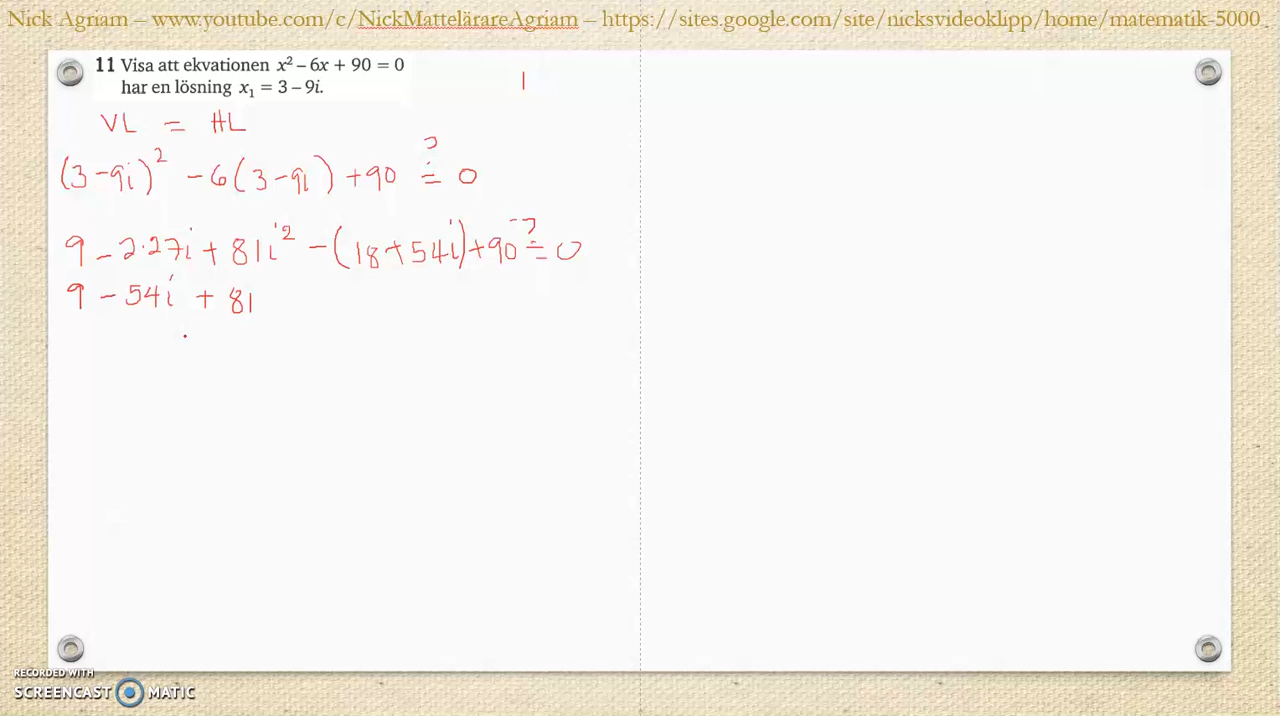 Nick Agriam – www.youtube.com/c/NickMattelärareAgriam – https://sites.google.com/site/nicksvideoklipp/home/matematik-5000
11 Visa att ekvationen x² – 6x + 90 = 0
har en lösning x₁ = 3 – 9i.
VL = HL
(3-9i)² - 6(3-9i) + 90 ≟ 0
9 - 2·27i + 81i² - (18+54i) + 90 ≟ 0
9 - 54i + 81
RECORDED WITH
SCREENCAST MATIC